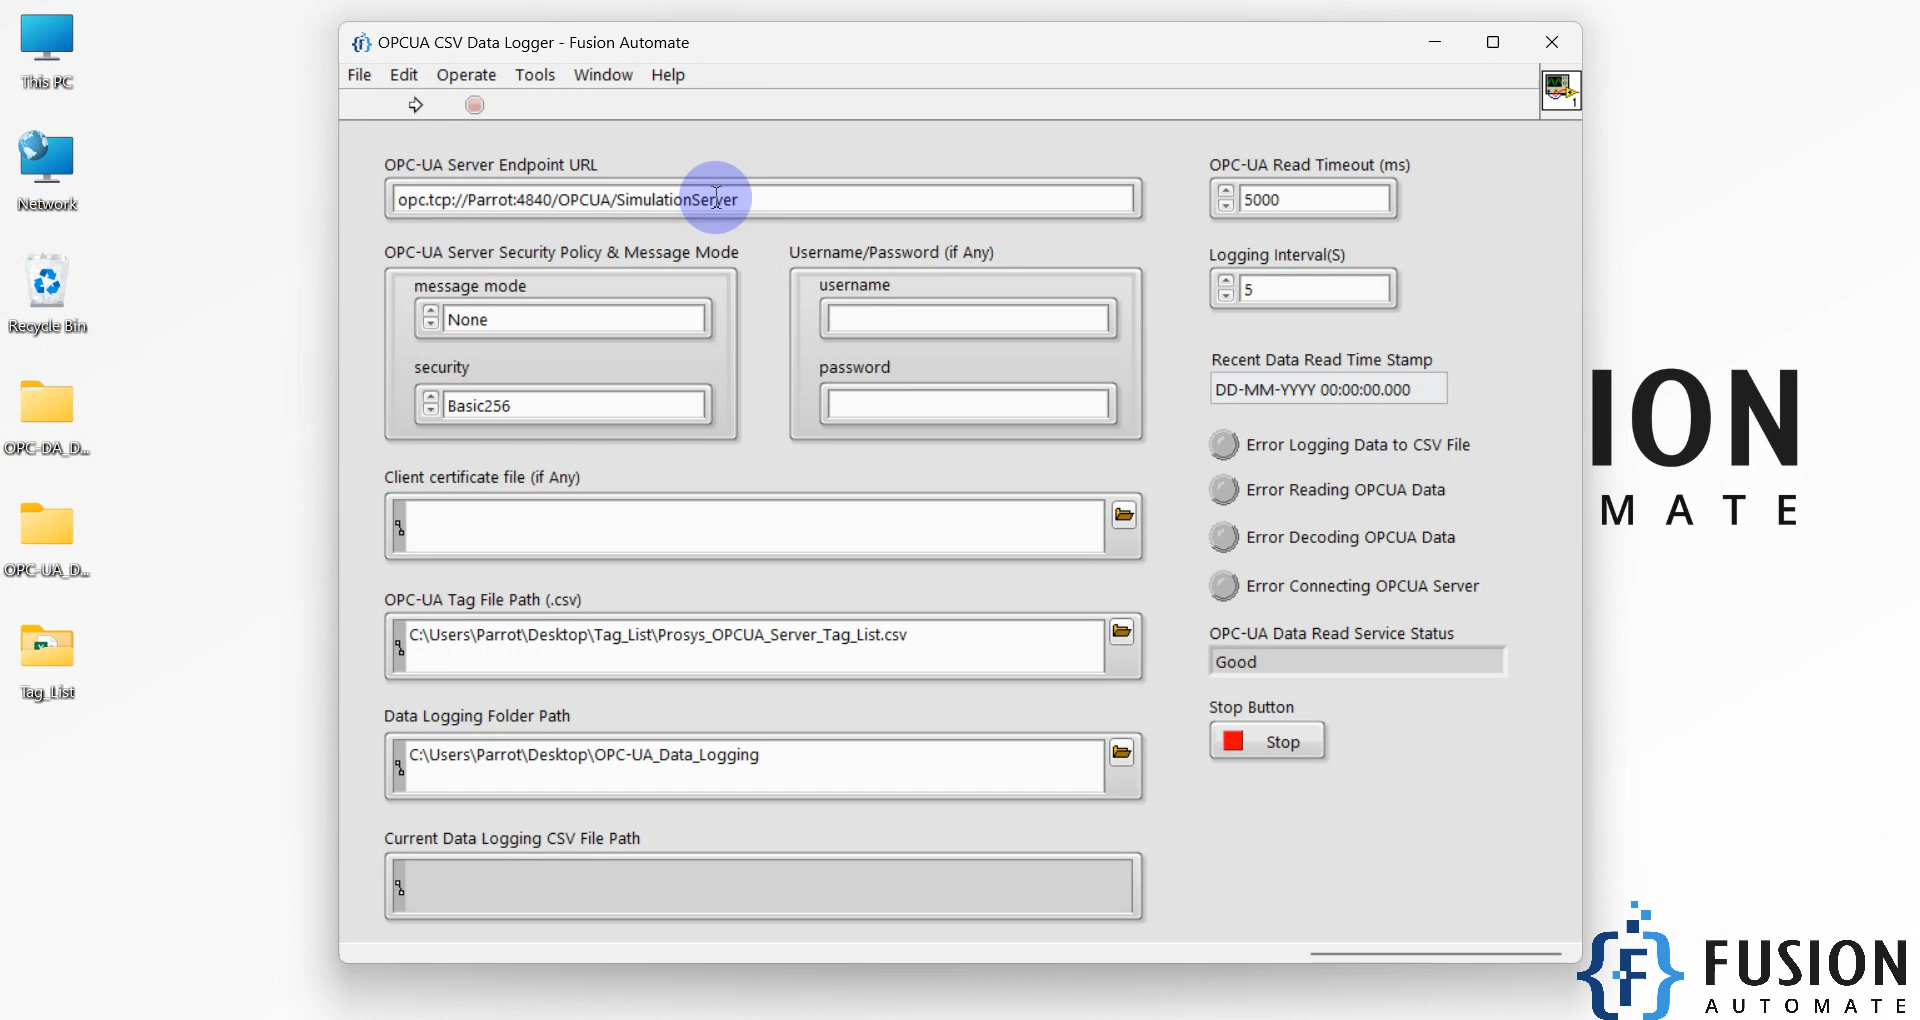 This PC
Network
Recycle Bin
OPC-DA_D...
OPC-UA_D...
Tag_List
OPCUA CSV Data Logger - Fusion Automate
File Edit Operate Tools Window Help
1
OPC-UA Server Endpoint URL
opc.tcp://Parrot:4840/OPCUA/SimulationServer
OPC-UA Server Security Policy & Message Mode
message mode
None
security
Basic256
Username/Password (if Any)
username
password
Client certificate file (if Any)
OPC-UA Tag File Path (.csv)
C:\Users\Parrot\Desktop\Tag_List\Prosys_OPCUA_Server_Tag_List.csv
Data Logging Folder Path
C:\Users\Parrot\Desktop\OPC-UA_Data_Logging
Current Data Logging CSV File Path
OPC-UA Read Timeout (ms)
5000
Logging Interval(S)
5
Recent Data Read Time Stamp
DD-MM-YYYY 00:00:00.000
Error Logging Data to CSV File
Error Reading OPCUA Data
Error Decoding OPCUA Data
Error Connecting OPCUA Server
OPC-UA Data Read Service Status
Good
Stop Button
Stop
ION
MATE
FUSION
AUTOMATE